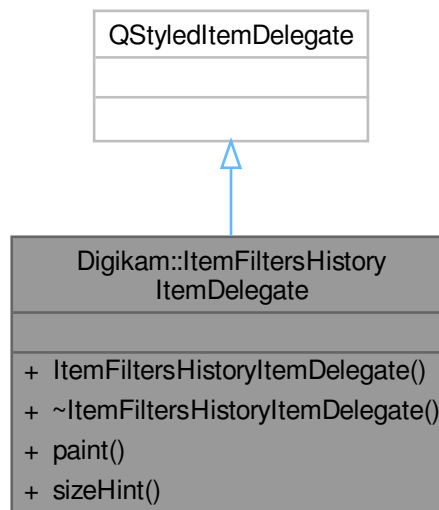 QStyledItemDelegate
Digikam::ItemFiltersHistory
ItemDelegate
+ ItemFiltersHistoryItemDelegate()
+ ~ItemFiltersHistoryItemDelegate()
+ paint()
+ sizeHint()